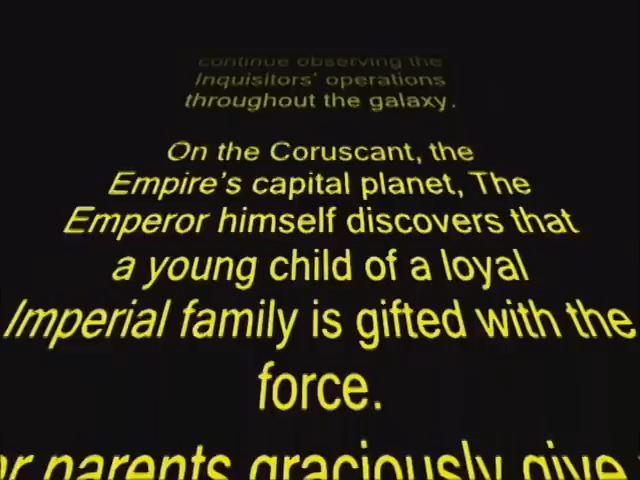 continue observing the
Inquisitors' operations
throughout the galaxy.
On the Coruscant, the
Empire's capital planet, The
Emperor himself discovers that
a young child of a loyal
Imperial family is gifted with the
force.
parents graciously give